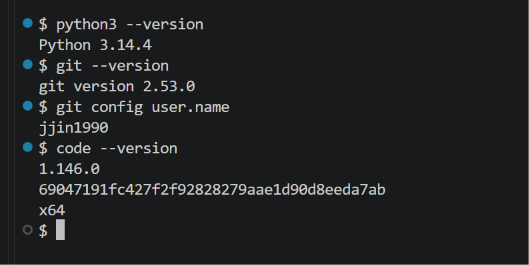 $ python3 --version
Python 3.14.4
$ git --version
git version 2.53.0
$ git config user.name
jjin1990
$ code --version
1.146.0
69047191fc427f2f92828279aae1d90d8eeda7ab
x64
$